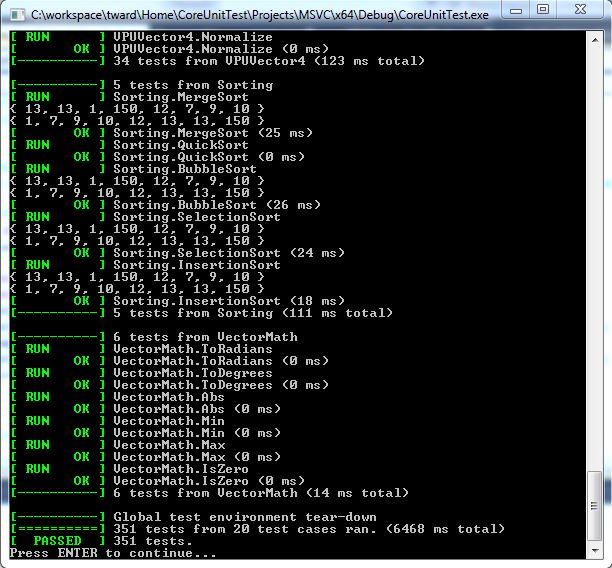 C:\workspace\tward\Home\CoreUnitTest\Projects\MSVC\x64\Debug\CoreUnitTest.exe
[ RUN      ] VPUVector4.Normalize
[       OK ] VPUVector4.Normalize (0 ms)
[----------] 34 tests from VPUVector4 (123 ms total)
[----------] 5 tests from Sorting
[ RUN      ] Sorting.MergeSort
{ 13, 13, 1, 150, 12, 7, 9, 10 }
{ 1, 7, 9, 10, 12, 13, 13, 150 }
[       OK ] Sorting.MergeSort (25 ms)
[ RUN      ] Sorting.QuickSort
[       OK ] Sorting.QuickSort (0 ms)
[ RUN      ] Sorting.BubbleSort
{ 13, 13, 1, 150, 12, 7, 9, 10 }
{ 1, 7, 9, 10, 12, 13, 13, 150 }
[       OK ] Sorting.BubbleSort (26 ms)
[ RUN      ] Sorting.SelectionSort
{ 13, 13, 1, 150, 12, 7, 9, 10 }
{ 1, 7, 9, 10, 12, 13, 13, 150 }
[       OK ] Sorting.SelectionSort (24 ms)
[ RUN      ] Sorting.InsertionSort
{ 13, 13, 1, 150, 12, 7, 9, 10 }
{ 1, 7, 9, 10, 12, 13, 13, 150 }
[       OK ] Sorting.InsertionSort (18 ms)
[----------] 5 tests from Sorting (111 ms total)
[----------] 6 tests from VectorMath
[ RUN      ] VectorMath.ToRadians
[       OK ] VectorMath.ToRadians (0 ms)
[ RUN      ] VectorMath.ToDegrees
[       OK ] VectorMath.ToDegrees (0 ms)
[ RUN      ] VectorMath.Abs
[       OK ] VectorMath.Abs (0 ms)
[ RUN      ] VectorMath.Min
[       OK ] VectorMath.Min (0 ms)
[ RUN      ] VectorMath.Max
[       OK ] VectorMath.Max (0 ms)
[ RUN      ] VectorMath.IsZero
[       OK ] VectorMath.IsZero (0 ms)
[----------] 6 tests from VectorMath (14 ms total)
[----------] Global test environment tear-down
[==========] 351 tests from 20 test cases ran. (6468 ms total)
[  PASSED  ] 351 tests.
Press ENTER to continue...